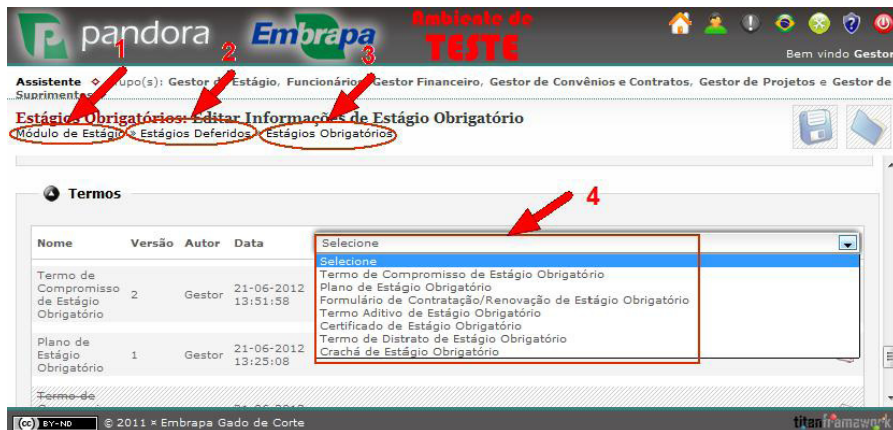 pandora Embrapa Ambiente de
TESTE
Bem vindo Gestor
1 2 3
Assistente upo(s): Gestor de Estágio, Funcionários, Gestor Financeiro, Gestor de Convênios e Contratos, Gestor de Projetos e Gestor de
Suprimentos
Estágios Obrigatórios: Editar Informações de Estágio Obrigatório
Módulo de Estágio » Estágios Deferidos » Estágios Obrigatórios
Termos
4
Nome Versão Autor Data Selecione
Selecione
Termo de Compromisso de Estágio Obrigatório
Plano de Estágio Obrigatório
Formulário de Contratação/Renovação de Estágio Obrigatório
Termo Aditivo de Estágio Obrigatório
Certificado de Estágio Obrigatório
Termo de Distrato de Estágio Obrigatório
Crachá de Estágio Obrigatório
Termo de
Compromisso
de Estágio
Obrigatório
2 Gestor 21-06-2012
13:51:58
Plano de
Estágio
Obrigatório
1 Gestor 21-06-2012
13:25:08
Termo de
(cc) BY-ND © 2011 × Embrapa Gado de Corte titanframework